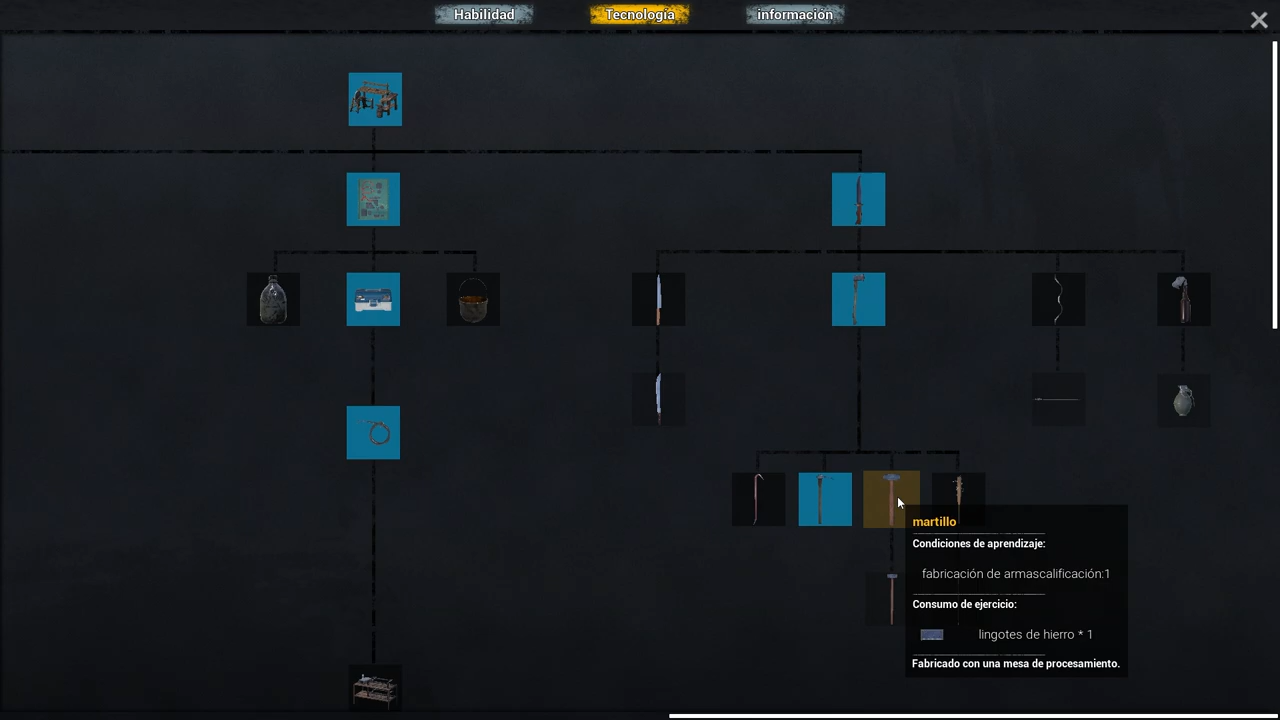 Habilidad
Tecnología
información
martillo
Condiciones de aprendizaje:
fabricación de armascalificación:1
Consumo de ejercicio:
lingotes de hierro * 1
Fabricado con una mesa de procesamiento.